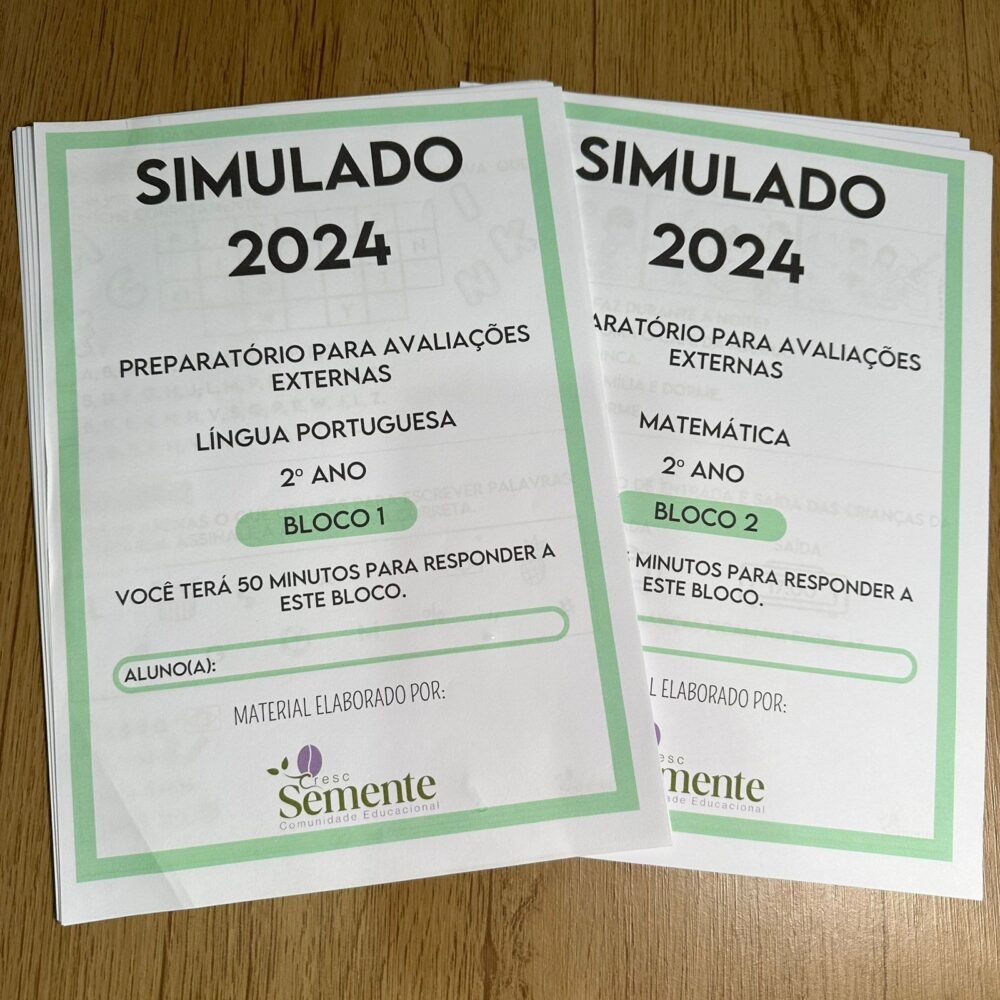 SIMULADO
2024
PREPARATÓRIO PARA AVALIAÇÕES
EXTERNAS
LÍNGUA PORTUGUESA
2º ANO
BLOCO 1
VOCÊ TERÁ 50 MINUTOS PARA RESPONDER A
ESTE BLOCO.
ALUNO(A):
MATERIAL ELABORADO POR:
Cresc
Semente
Comunidade Educacional
SIMULADO
2024
PARA AVALIAÇÕES
EXTERNAS
MATEMÁTICA
2º ANO
BLOCO 2
MINUTOS PARA RESPONDER A
ESTE BLOCO.
ELABORADO POR:
Educacional